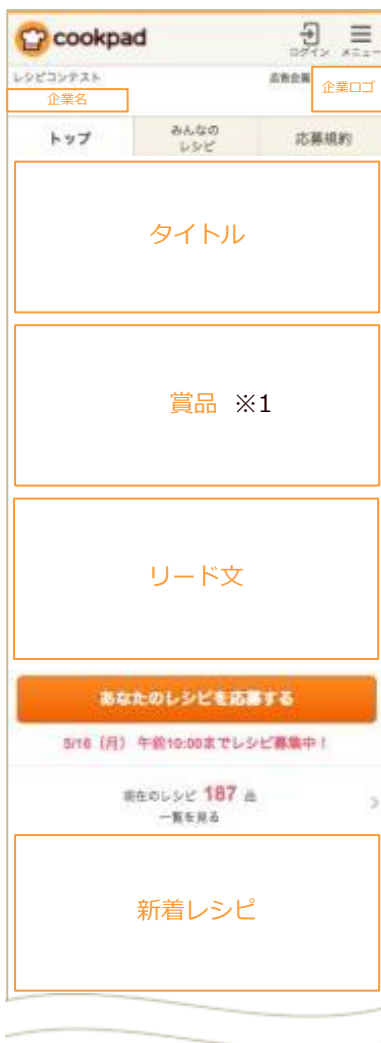 cookpad
ログイン メニュー
レシピコンテスト
広告企画
企業名
企業ロゴ
トップ
みんなの
レシピ
応募規約
タイトル
賞品 ※1
リード文
あなたのレシピを応募する
5/16（月） 午前10:00までレシピ募集中！
現在のレシピ 187 品
一覧を見る
新着レシピ